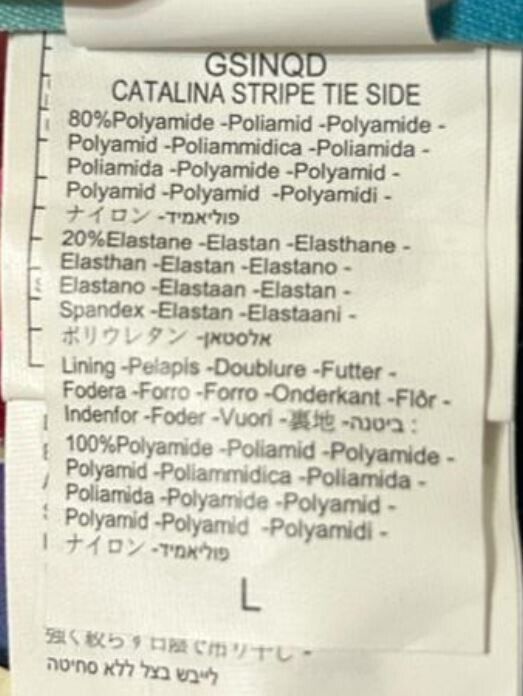 GSINQD
CATALINA STRIPE TIE SIDE
80%Polyamide -Poliamid -Polyamide -
Polyamid -Poliammidica -Poliamida -
Poliamida -Polyamide -Polyamid -
Polyamid -Polyamid -Polyamidi -
ナイロン -פוליאמיד
20%Elastane -Elastan -Elasthane -
Elasthan -Elastan -Elastano -
Elastano -Elastaan -Elastan -
Spandex -Elastan -Elastaani -
ポリウレタン -אלסטאן
Lining -Pelapis -Doublure -Futter -
Fodera -Forro -Forro -Onderkant -Flôr -
Indenfor -Foder -Vuori -裏地 -ביטנה :
100%Polyamide -Poliamid -Polyamide -
Polyamid -Poliammidica -Poliamida -
Poliamida -Polyamide -Polyamid -
Polyamid -Polyamid -Polyamidi -
ナイロン -פוליאמיד
L
לייבש בצל ללא סחיטה